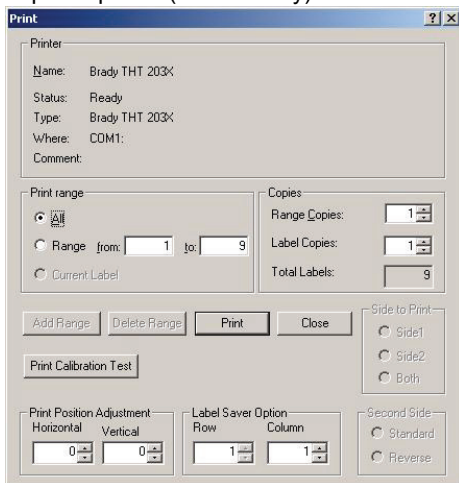 Print
Printer
Name: Brady THT 203X
Status: Ready
Type: Brady THT 203X
Where: COM1:
Comment:
Print range
All
Range from: 1 to: 9
Current Label
Copies
Range Copies: 1
Label Copies: 1
Total Labels: 9
Add Range Delete Range Print Close
Print Calibration Test
Side to Print
Side1
Side2
Both
Print Position Adjustment
Horizontal Vertical
0 0
Label Saver Option
Row Column
1 1
Second Side
Standard
Reverse